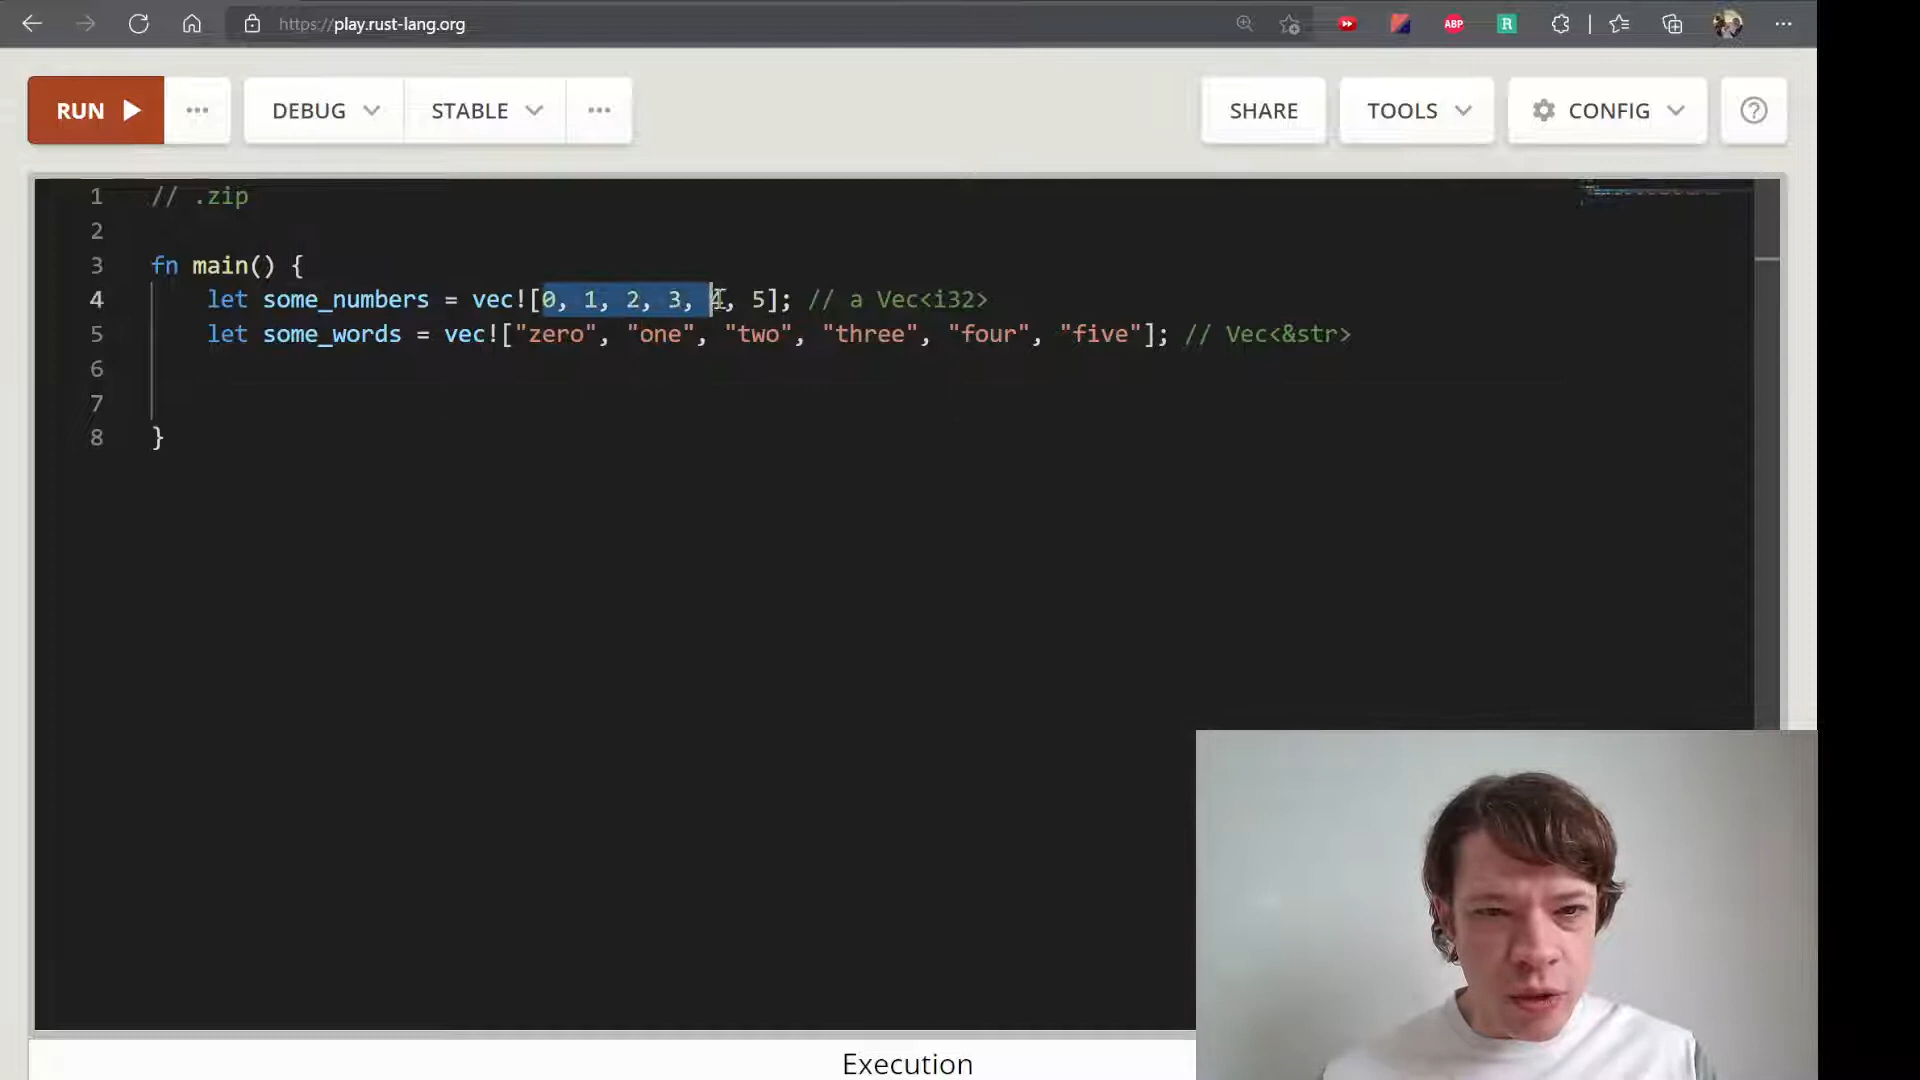 https://play.rust-lang.org
ABP
R
RUN
DEBUG
STABLE
SHARE
TOOLS
CONFIG
1 // .zip
2
3 fn main() {
4 let some_numbers = vec![0, 1, 2, 3, 4, 5]; // a Vec<i32>
5 let some_words = vec!["zero", "one", "two", "three", "four", "five"]; // Vec<&str>
6
7
8 }
Execution